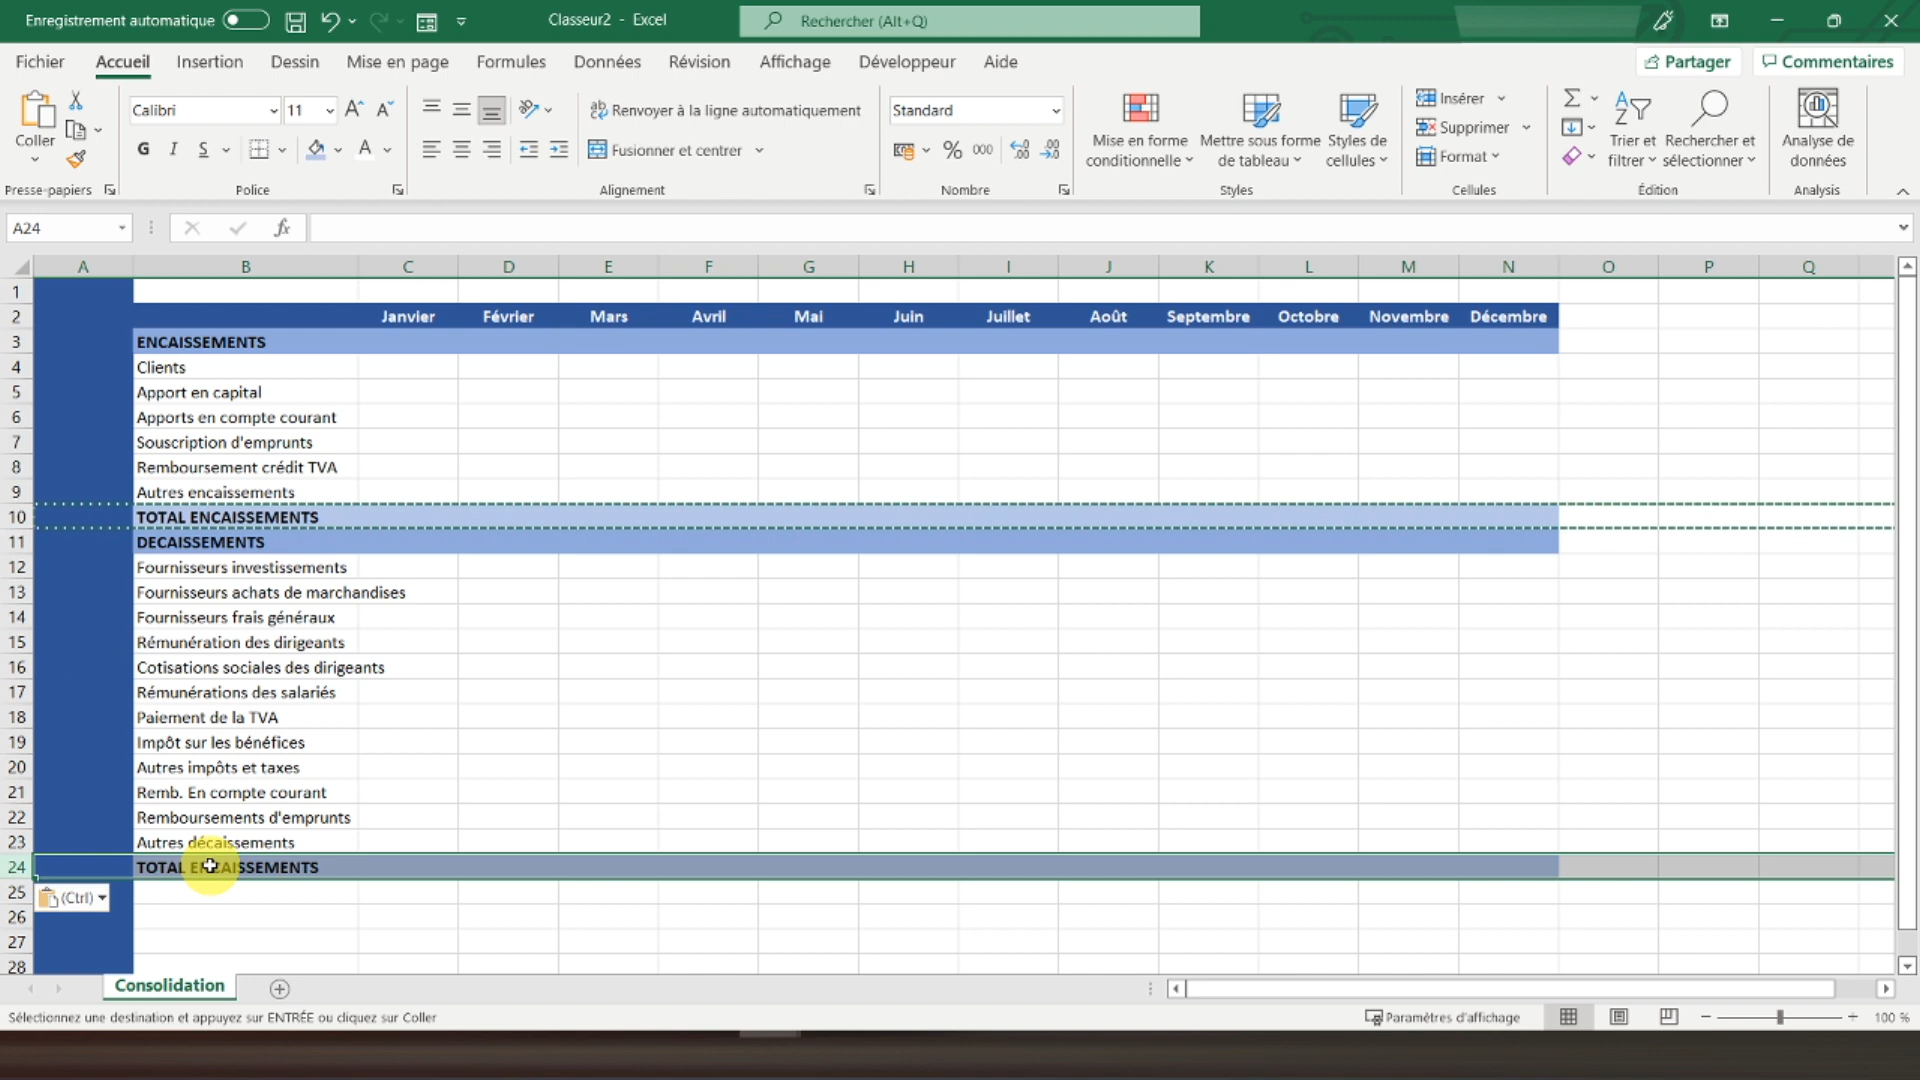 Enregistrement automatique Classeur2 - Excel Rechercher (Alt+Q)
Fichier Accueil Insertion Dessin Mise en page Formules Données Révision Affichage Développeur Aide Partager Commentaires
Coller
Presse-papiers
Calibri 11
G I S A
Police
Renvoyer à la ligne automatiquement
Fusionner et centrer
Alignement
Standard
% 000
Nombre
Mise en forme conditionnelle
Mettre sous forme de tableau
Styles de cellules
Styles
Insérer
Supprimer
Format
Cellules
Trier et filtrer
Rechercher et sélectionner
Édition
Analyse de données
Analysis
A24 fx
A B C D E F G H I J K L M N O P Q
1
2 Janvier Février Mars Avril Mai Juin Juillet Août Septembre Octobre Novembre Décembre
3 ENCAISSEMENTS
4 Clients
5 Apport en capital
6 Apports en compte courant
7 Souscription d'emprunts
8 Remboursement crédit TVA
9 Autres encaissements
10 TOTAL ENCAISSEMENTS
11 DECAISSEMENTS
12 Fournisseurs investissements
13 Fournisseurs achats de marchandises
14 Fournisseurs frais généraux
15 Rémunération des dirigeants
16 Cotisations sociales des dirigeants
17 Rémunérations des salariés
18 Paiement de la TVA
19 Impôt sur les bénéfices
20 Autres impôts et taxes
21 Remb. En compte courant
22 Remboursements d'emprunts
23 Autres décaissements
24 TOTAL ENCAISSEMENTS
25 (Ctrl)
26
27
28
Consolidation
Sélectionnez une destination et appuyez sur ENTRÉE ou cliquez sur Coller Paramètres d'affichage 100 %